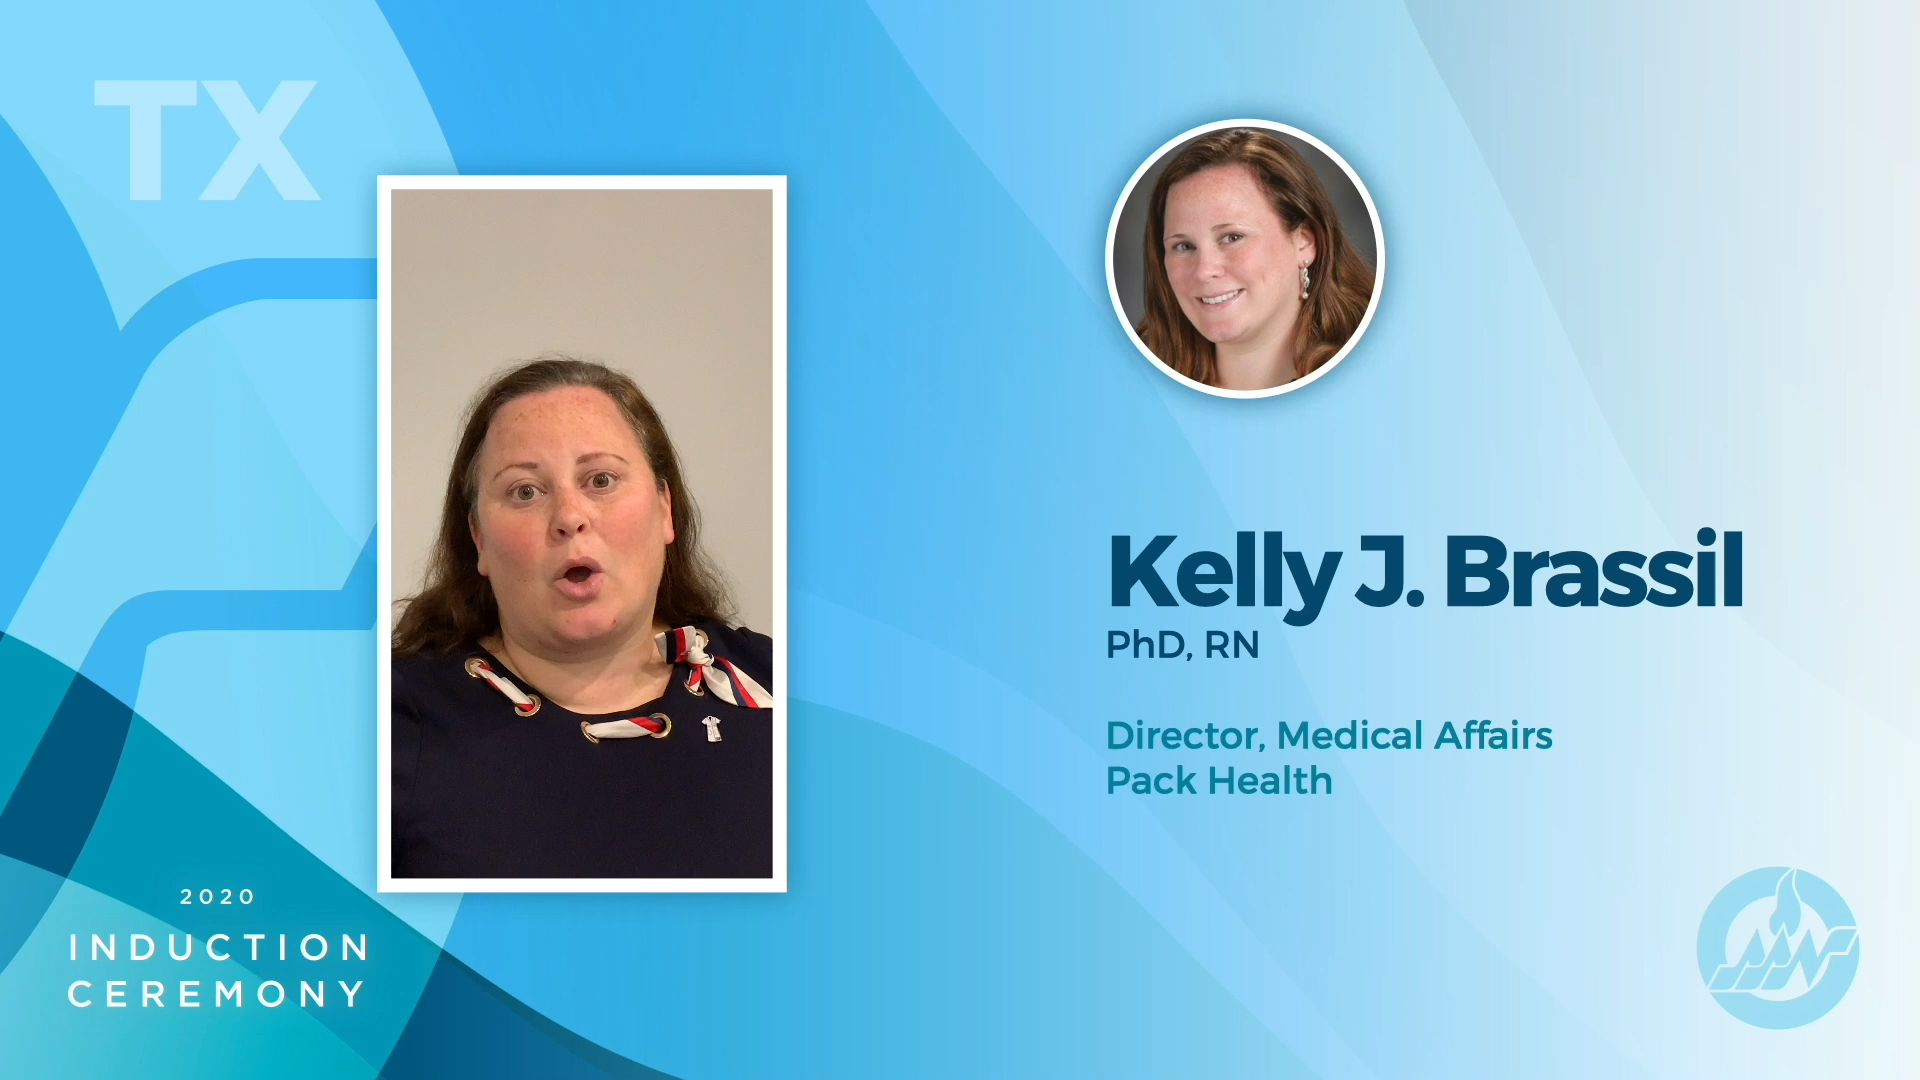 TX
Kelly J. Brassil
PhD, RN
Director, Medical Affairs
Pack Health
2020
INDUCTION
CEREMONY